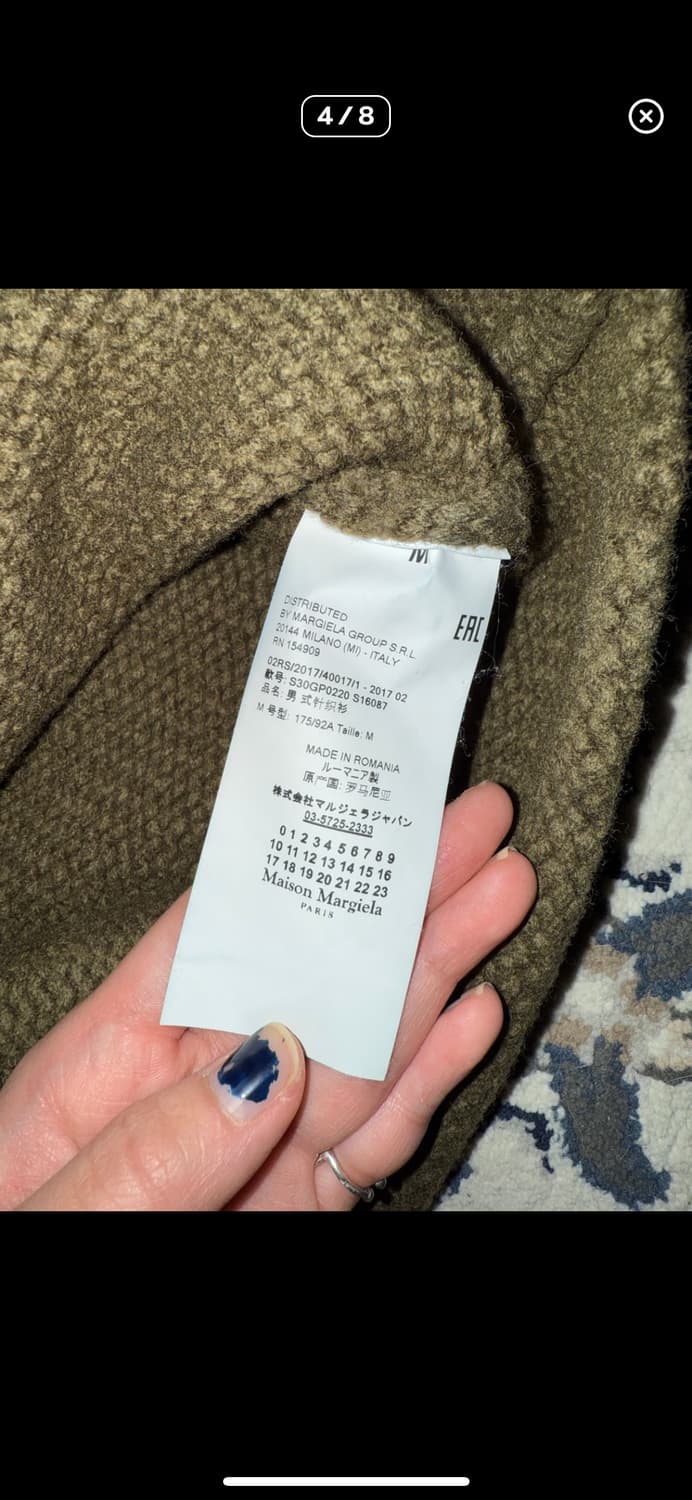 4/8
M
DISTRIBUTED
BY MARGIELA GROUP S.R.L
20144 MILANO (MI) - ITALY
RN 154909
EAC
02RS/2017/40017/1 - 2017 02
款号: S30GP0220 S16087
品名: 男 式针织衫
M 号型: 175/92A Taille: M
MADE IN ROMANIA
ルーマニア製
原产国: 罗马尼亚
株式会社マルジェラジャパン
03-5725-2333
0 1 2 3 4 5 6 7 8 9
10 11 12 13 14 15 16
17 18 19 20 21 22 23
Maison Margiela
PARIS